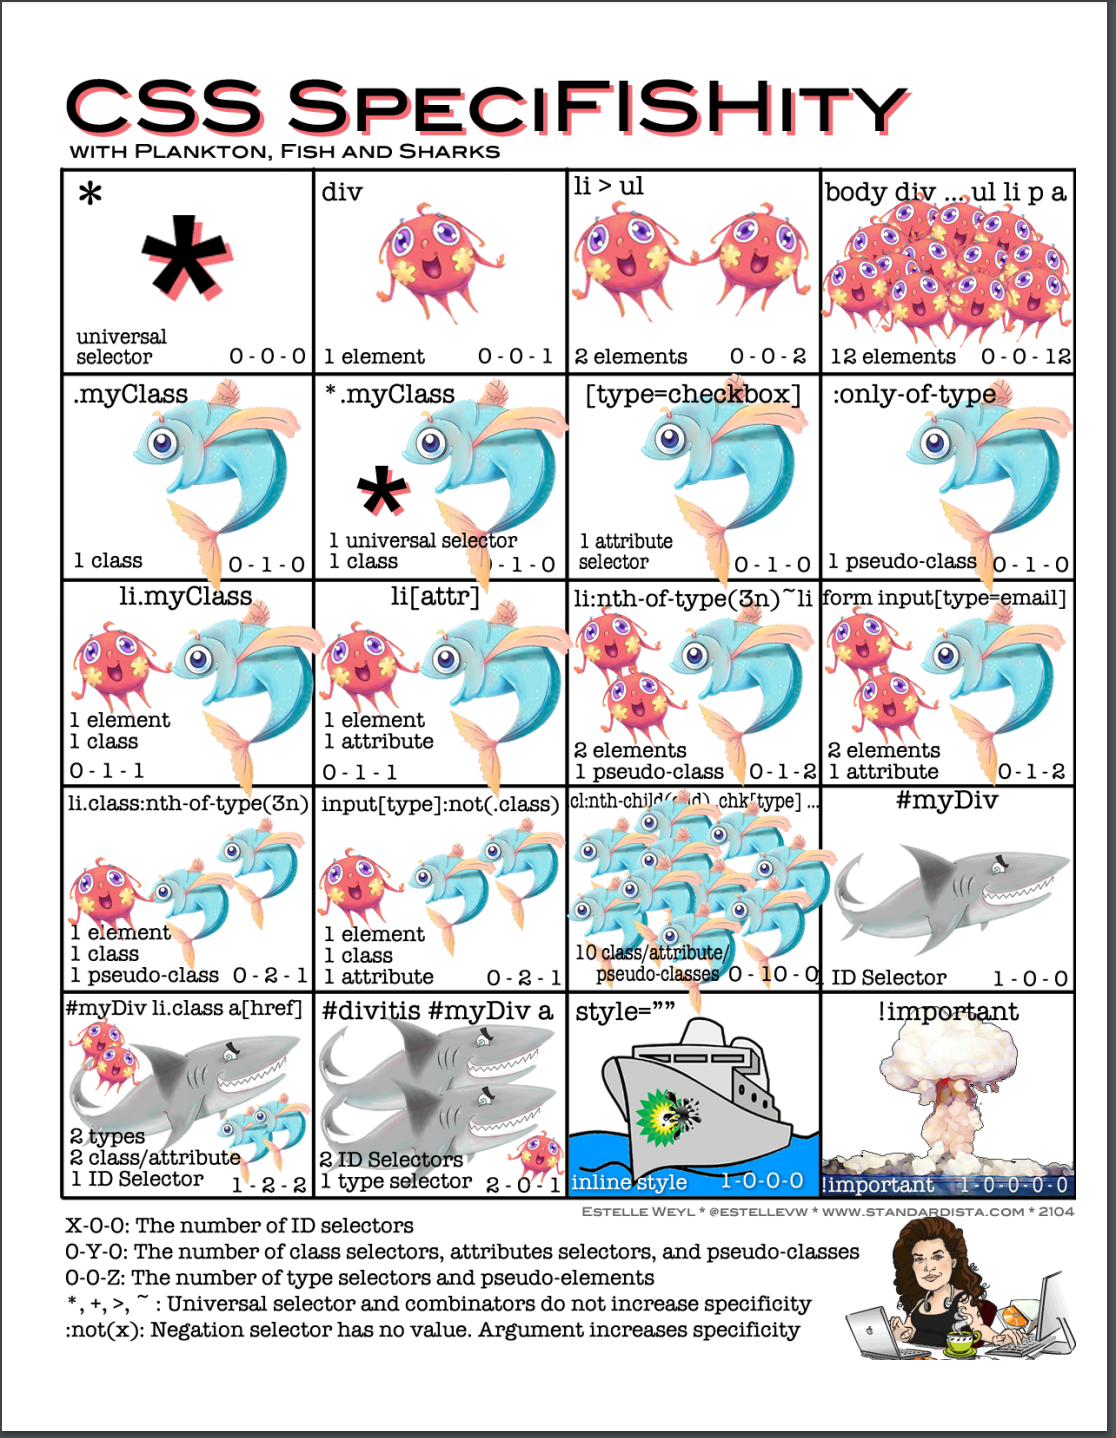 CSS SpeciFISHity
with Plankton, Fish and Sharks
*
*
universal
selector
0-0-0
div
1 element
0-0-1
li > ul
2 elements
0-0-2
body div ... ul li p a
12 elements
0-0-12
.myClass
1 class
0-1-0
*.myClass
*
1 universal selector
1 class
0-1-0
[type=checkbox]
1 attribute
selector
0-1-0
:only-of-type
1 pseudo-class
0-1-0
li.myClass
1 element
1 class
0-1-1
li[attr]
1 element
1 attribute
0-1-1
li:nth-of-type(3n)~li
2 elements
1 pseudo-class
0-1-2
form input[type=email]
2 elements
1 attribute
0-1-2
li.class:nth-of-type(3n)
1 element
1 class
1 pseudo-class
0-2-1
input[type]:not(.class)
1 element
1 class
1 attribute
0-2-1
.chk[type] ...
10 class/attribute/
pseudo-classes
0-10-0
#myDiv
ID Selector
1-0-0
#myDiv li.class a[href]
2 types
2 class/attribute
1 ID Selector
1-2-2
#divitis #myDiv a
2 ID Selectors
1 type selector
2-0-1
style=””
inline style
1-0-0-0
!important
!important
1-0-0-0-0
Estelle Weyl * @estellevw * www.standardista.com * 2104
X-0-0: The number of ID selectors
0-Y-0: The number of class selectors, attributes selectors, and pseudo-classes
0-0-Z: The number of type selectors and pseudo-elements
*, +, >, ~ : Universal selector and combinators do not increase specificity
:not(x): Negation selector has no value. Argument increases specificity